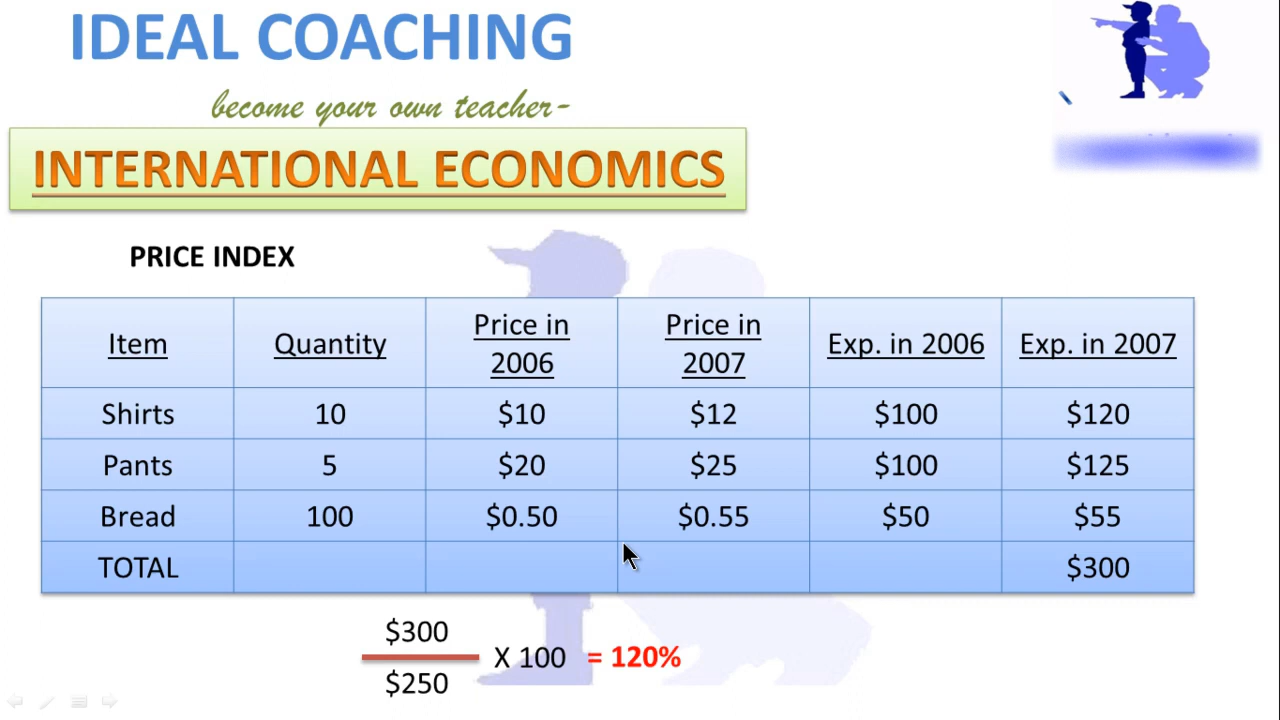 IDEAL COACHING
become your own teacher-
INTERNATIONAL ECONOMICS
PRICE INDEX
Item Quantity Price in 2006 Price in 2007 Exp. in 2006 Exp. in 2007
Shirts 10 $10 $12 $100 $120
Pants 5 $20 $25 $100 $125
Bread 100 $0.50 $0.55 $50 $55
TOTAL $300
$300
X 100 = 120%
$250